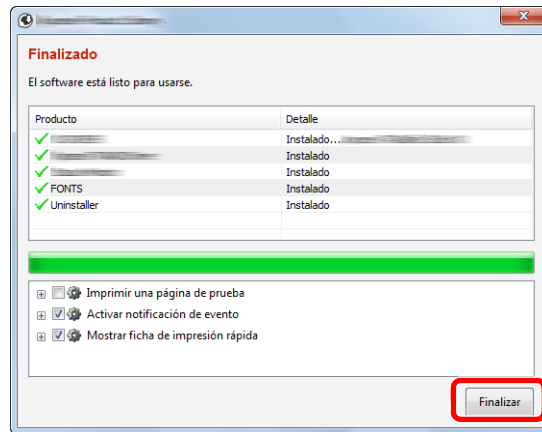 Finalizado
El software está listo para usarse.
Producto Detalle
Instalado...
Instalado
Instalado
FONTS Instalado
Uninstaller Instalado
Imprimir una página de prueba
Activar notificación de evento
Mostrar ficha de impresión rápida
Finalizar